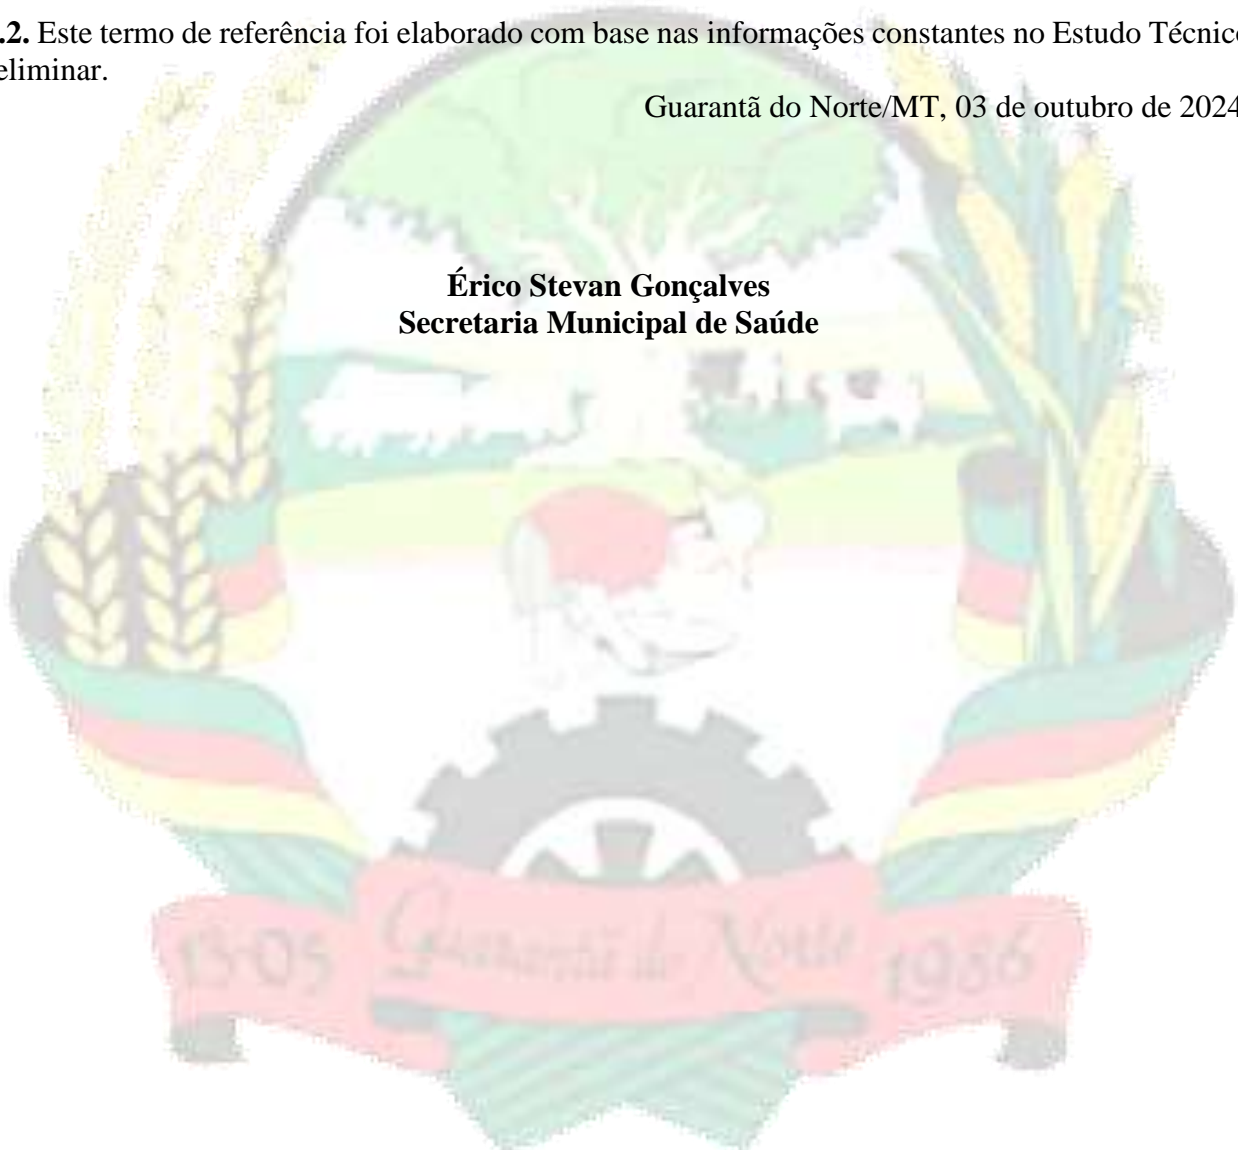 .2. Este termo de referência foi elaborado com base nas informações constantes no Estudo Técnico
eliminar.
Guarantã do Norte/MT, 03 de outubro de 2024
Érico Stevan Gonçalves
Secretaria Municipal de Saúde
13-05 Guarantã do Norte 1986